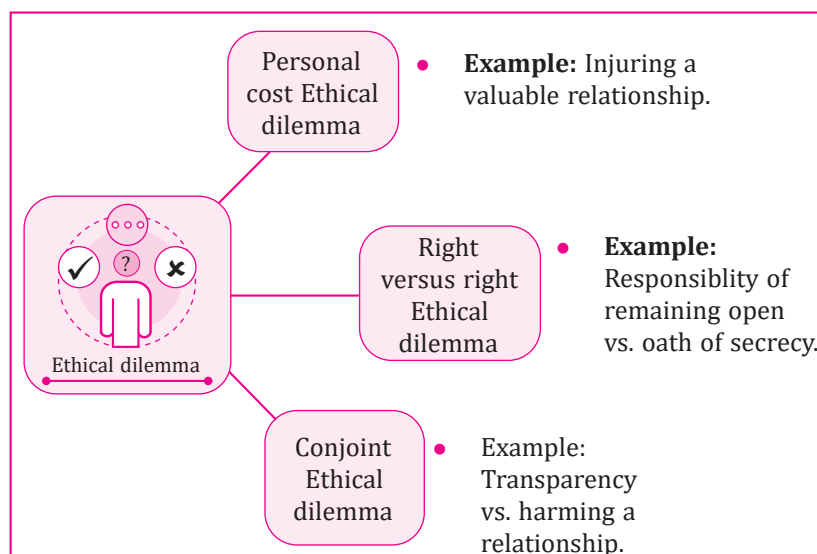 Personal
cost Ethical
dilemma
• Example: Injuring a
valuable relationship.
?
Ethical dilemma
Right
versus right
Ethical
dilemma
• Example:
Responsiblity of
remaining open
vs. oath of secrecy.
Conjoint
Ethical
dilemma
• Example:
Transparency
vs. harming a
relationship.